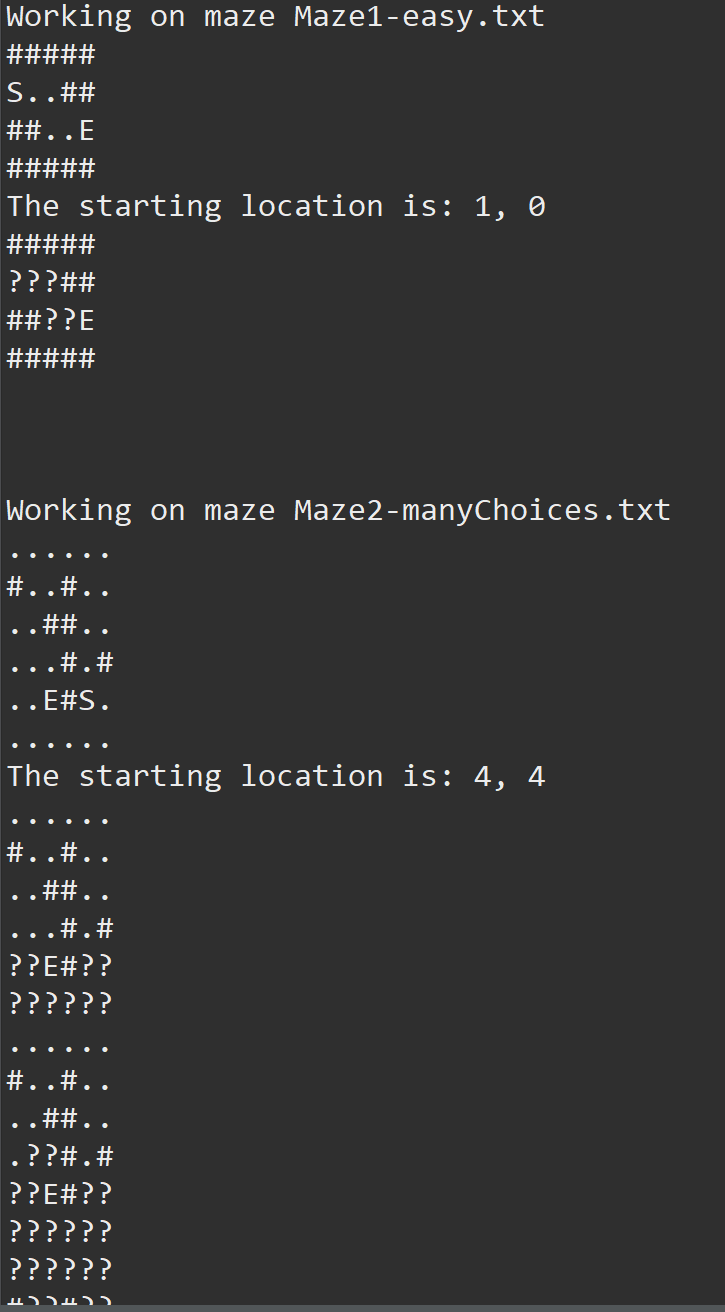 Working on maze Maze1-easy.txt
#####
S..##
##..E
#####
The starting location is: 1, 0
#####
???##
##??E
#####
Working on maze Maze2-manyChoices.txt
......
#..#..
..##..
...#.#
..E#S.
......
The starting location is: 4, 4
......
#..#..
..##..
...#.#
??E#??
??????
......
#..#..
..##..
.??#.#
??E#??
??????
??????
#??#??